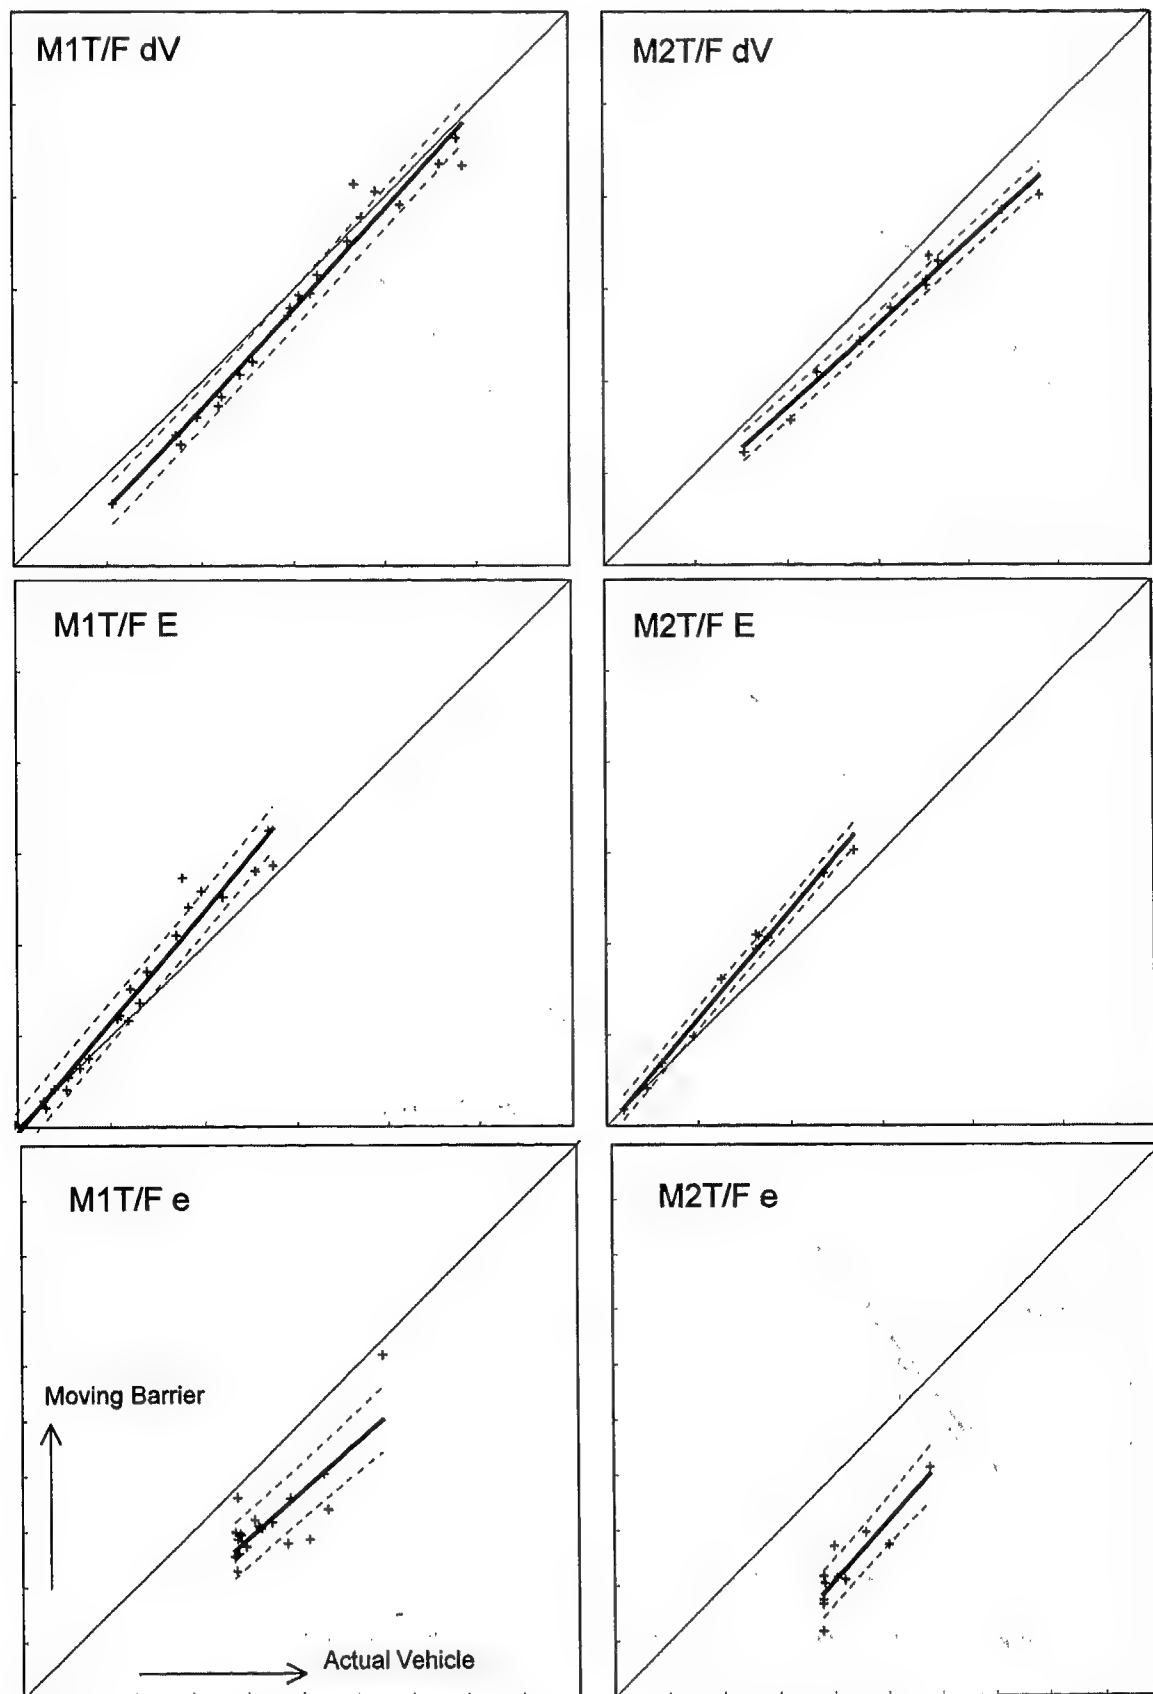 M1T/F dV
M2T/F dV
M1T/F E
M2T/F E
M1T/F e
M2T/F e
Moving Barrier
Actual Vehicle